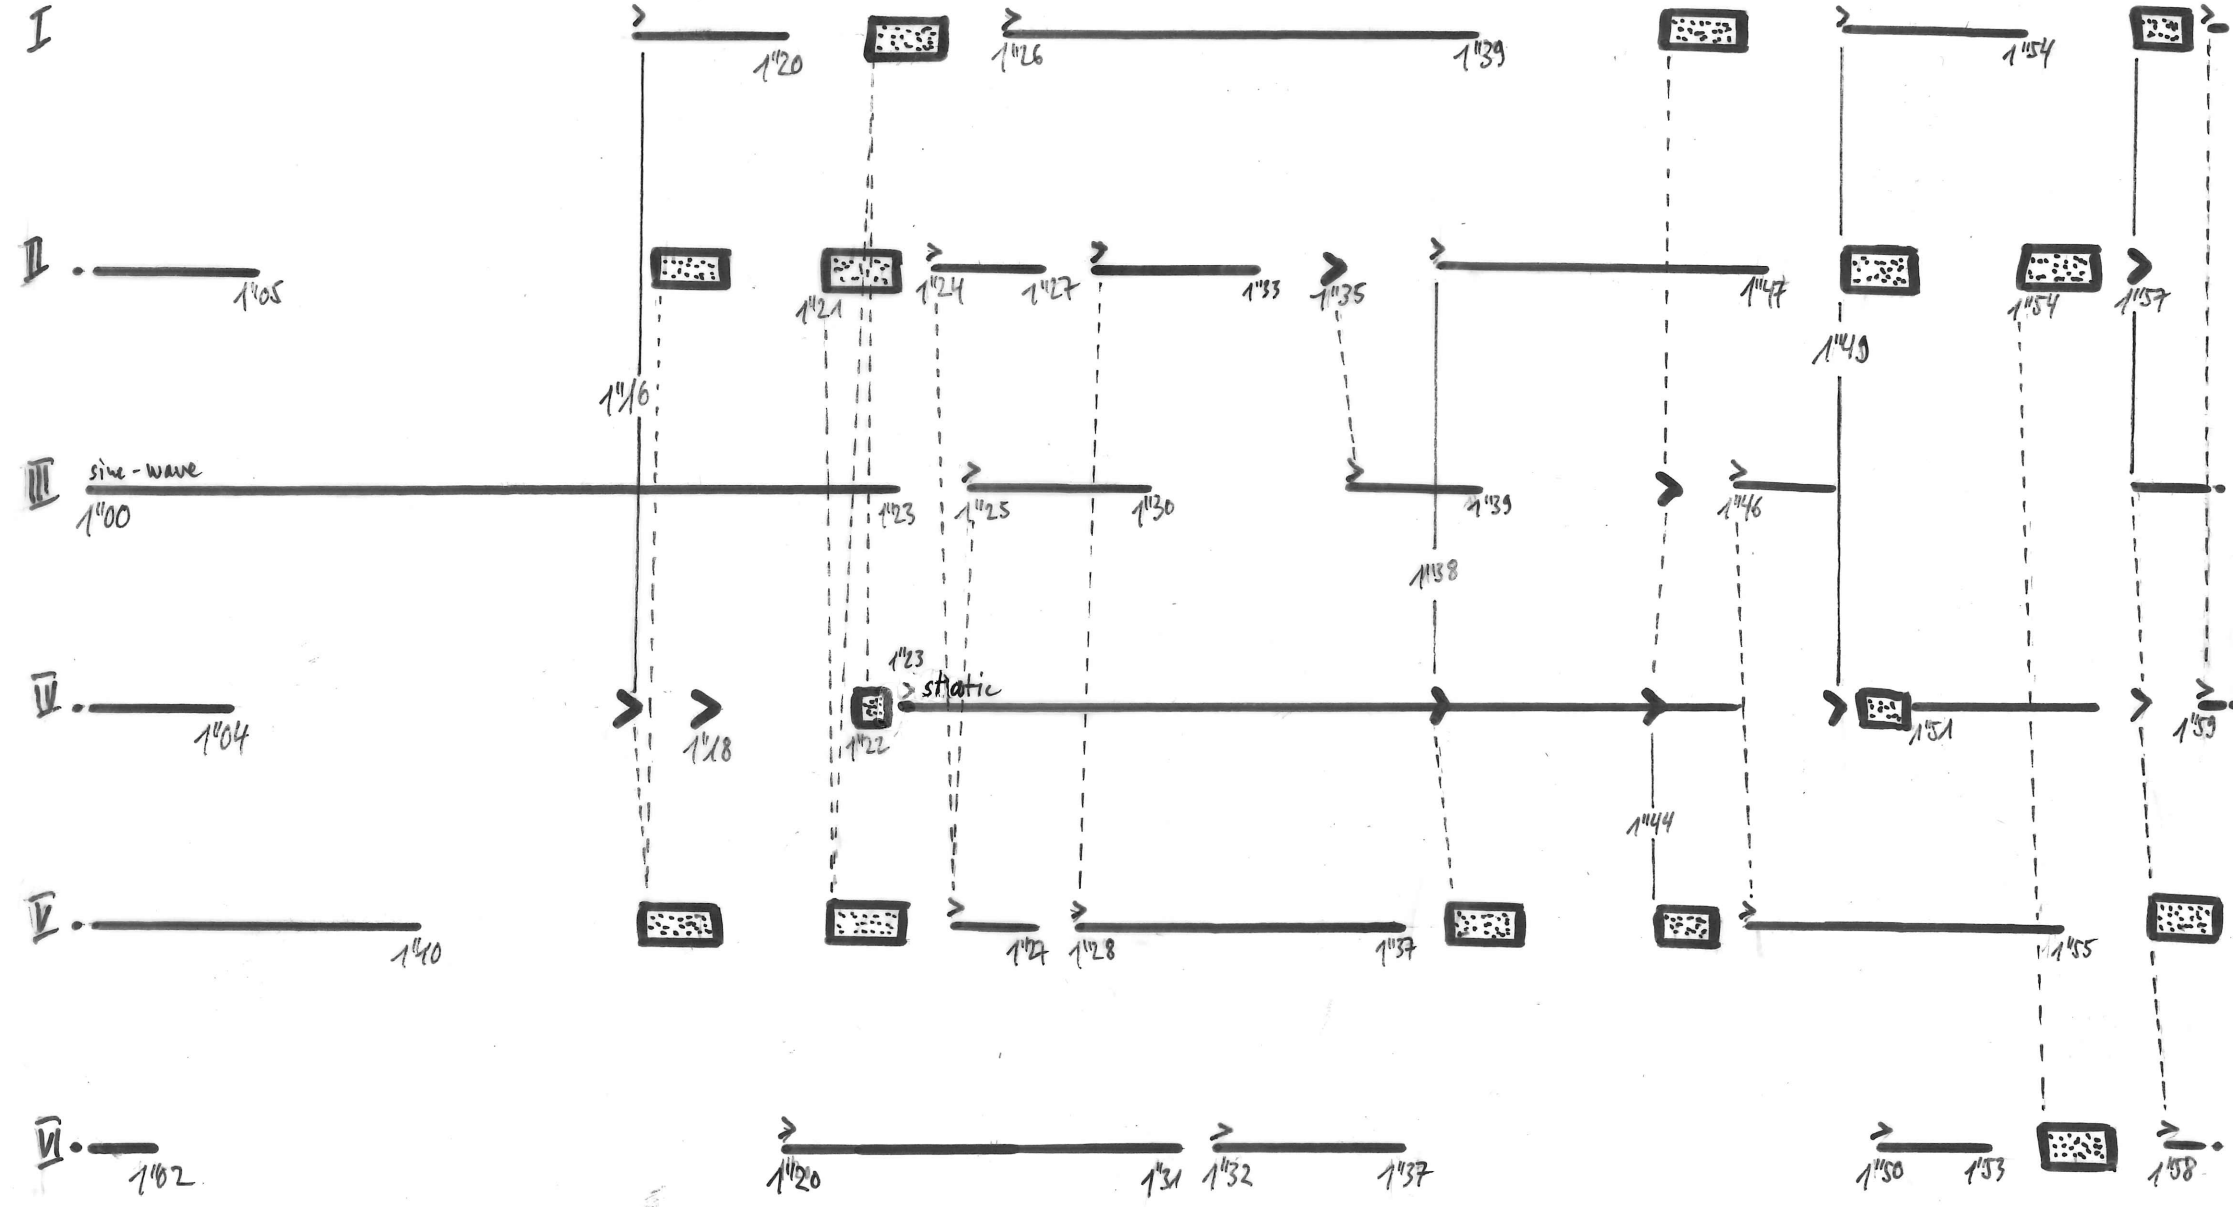 I
1'''20 1'''26 1'''39 1'''54
II
1'''05 1'''21 1'''24 1'''27 1'''33 1'''35 1'''47 1'''54 1'''57
1'''49
1'''16
III sine-wave
1'''00 1'''23 1'''25 1'''30 1'''39 1'''46
1'''38
IV 1'''23 static
1'''04 1'''18 1'''22 1'''51 1'''59
1'''44
V
1'''10 1'''27 1'''28 1'''37 1'''55
VI
1'''02 1'''20 1'''31 1'''32 1'''37 1'''50 1'''53 1'''58